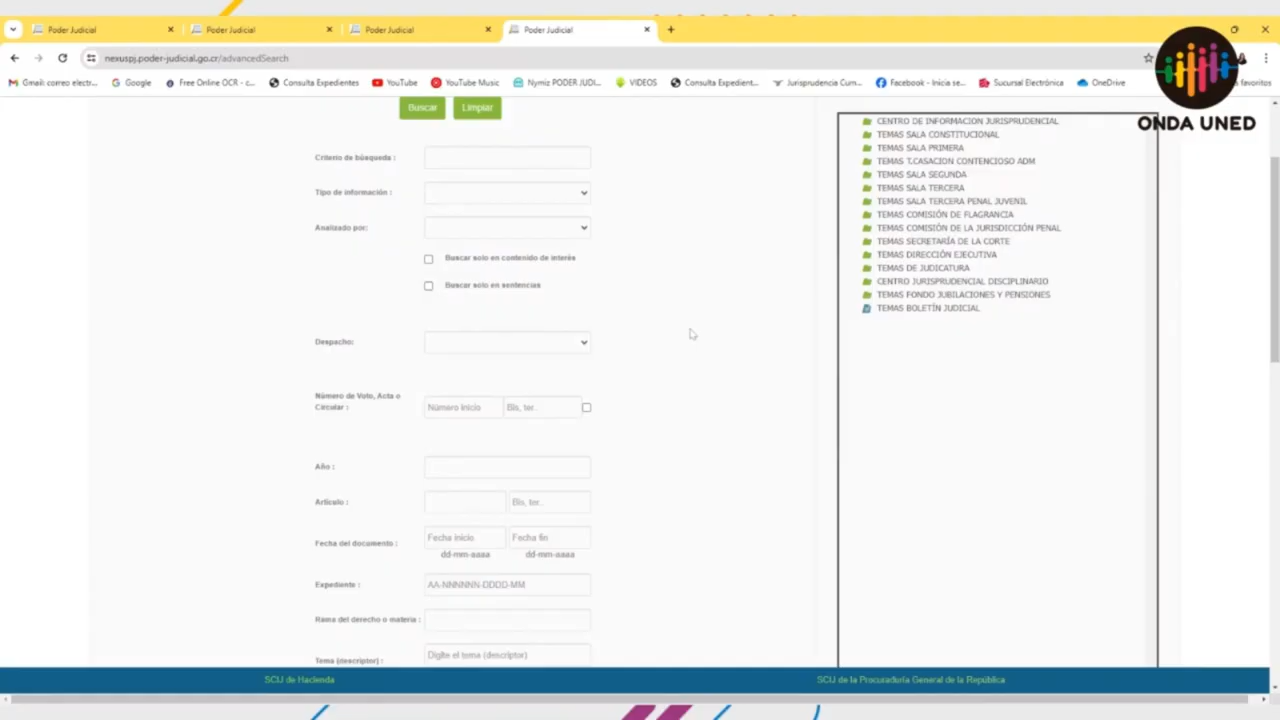 Poder Judicial
Poder Judicial
Poder Judicial
Poder Judicial
nexuspj.poder-judicial.go.cr/advancedSearch
Gmail: correo electr...
Google
Free Online OCR - c...
Consulta Expedientes
YouTube
YouTube Music
Nymiz PODER JUDI...
VIDEOS
Consulta Expedient...
Jurisprudencia Cum...
Facebook - Inicia se...
Sucursal Electrónica
OneDrive
favoritos
ONDA UNED
Buscar
Limpiar
Criterio de búsqueda :
Tipo de información :
Analizado por:
Buscar solo en contenido de interés
Buscar solo en sentencias
Despacho:
Número de Voto, Acta o
Circular :
Número Inicio
Bis, ter..
Año :
Artículo :
Bis, ter..
Fecha del documento :
Fecha inicio
Fecha fin
dd-mm-aaaa
dd-mm-aaaa
Expediente :
AA-NNNNNN-DDDD-MM
Rama del derecho o materia :
Tema (descriptor) :
Digite el tema (descriptor)
CENTRO DE INFORMACION JURISPRUDENCIAL
TEMAS SALA CONSTITUCIONAL
TEMAS SALA PRIMERA
TEMAS T.CASACION CONTENCIOSO ADM
TEMAS SALA SEGUNDA
TEMAS SALA TERCERA
TEMAS SALA TERCERA PENAL JUVENIL
TEMAS COMISIÓN DE FLAGRANCIA
TEMAS COMISIÓN DE LA JURISDICCIÓN PENAL
TEMAS SECRETARÍA DE LA CORTE
TEMAS DIRECCIÓN EJECUTIVA
TEMAS DE JUDICATURA
CENTRO JURISPRUDENCIAL DISCIPLINARIO
TEMAS FONDO JUBILACIONES Y PENSIONES
TEMAS BOLETÍN JUDICIAL
SCIJ de Hacienda
SCIJ de la Procuraduría General de la República